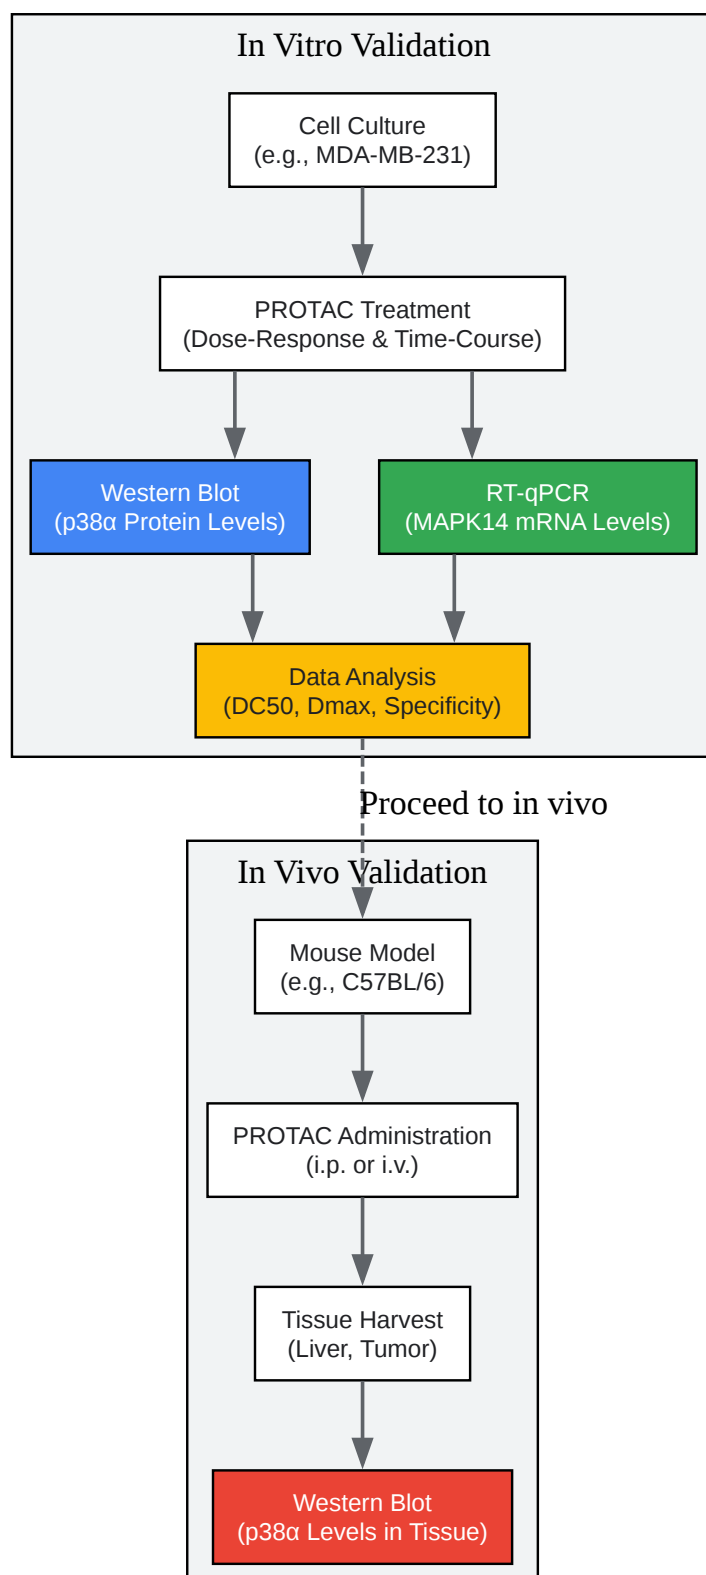 In Vitro Validation
Cell Culture
(e.g., MDA-MB-231)
PROTAC Treatment
(Dose-Response & Time-Course)
Western Blot
(p38α Protein Levels)
RT-qPCR
(MAPK14 mRNA Levels)
Data Analysis
(DC50, Dmax, Specificity)
Proceed to in vivo
In Vivo Validation
Mouse Model
(e.g., C57BL/6)
PROTAC Administration
(i.p. or i.v.)
Tissue Harvest
(Liver, Tumor)
Western Blot
(p38α Levels in Tissue)